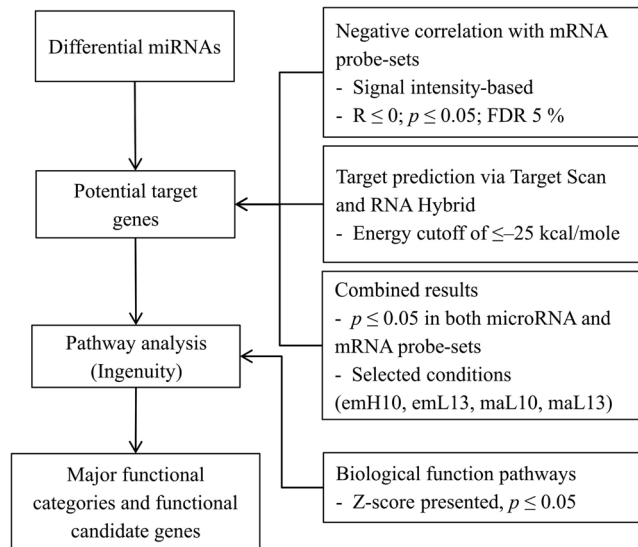 Differential miRNAs
Potential target
genes
Pathway analysis
(Ingenuity)
Major functional
categories and functional
candidate genes
Negative correlation with mRNA
probe-sets
- Signal intensity-based
- R ≤ 0; p ≤ 0.05; FDR 5 %
Target prediction via Target Scan
and RNA Hybrid
- Energy cutoff of ≤–25 kcal/mole
Combined results
- p ≤ 0.05 in both microRNA and
mRNA probe-sets
- Selected conditions
(emH10, emL13, maL10, maL13)
Biological function pathways
- Z-score presented, p ≤ 0.05